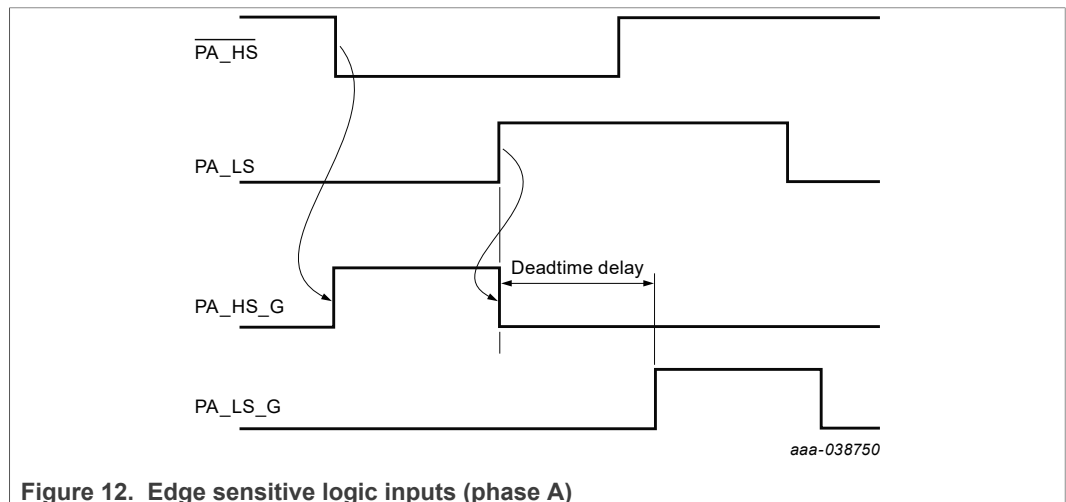 PA_HS
PA_LS
Deadtime delay
PA_HS_G
PA_LS_G
aaa-038750
Figure 12. Edge sensitive logic inputs (phase A)